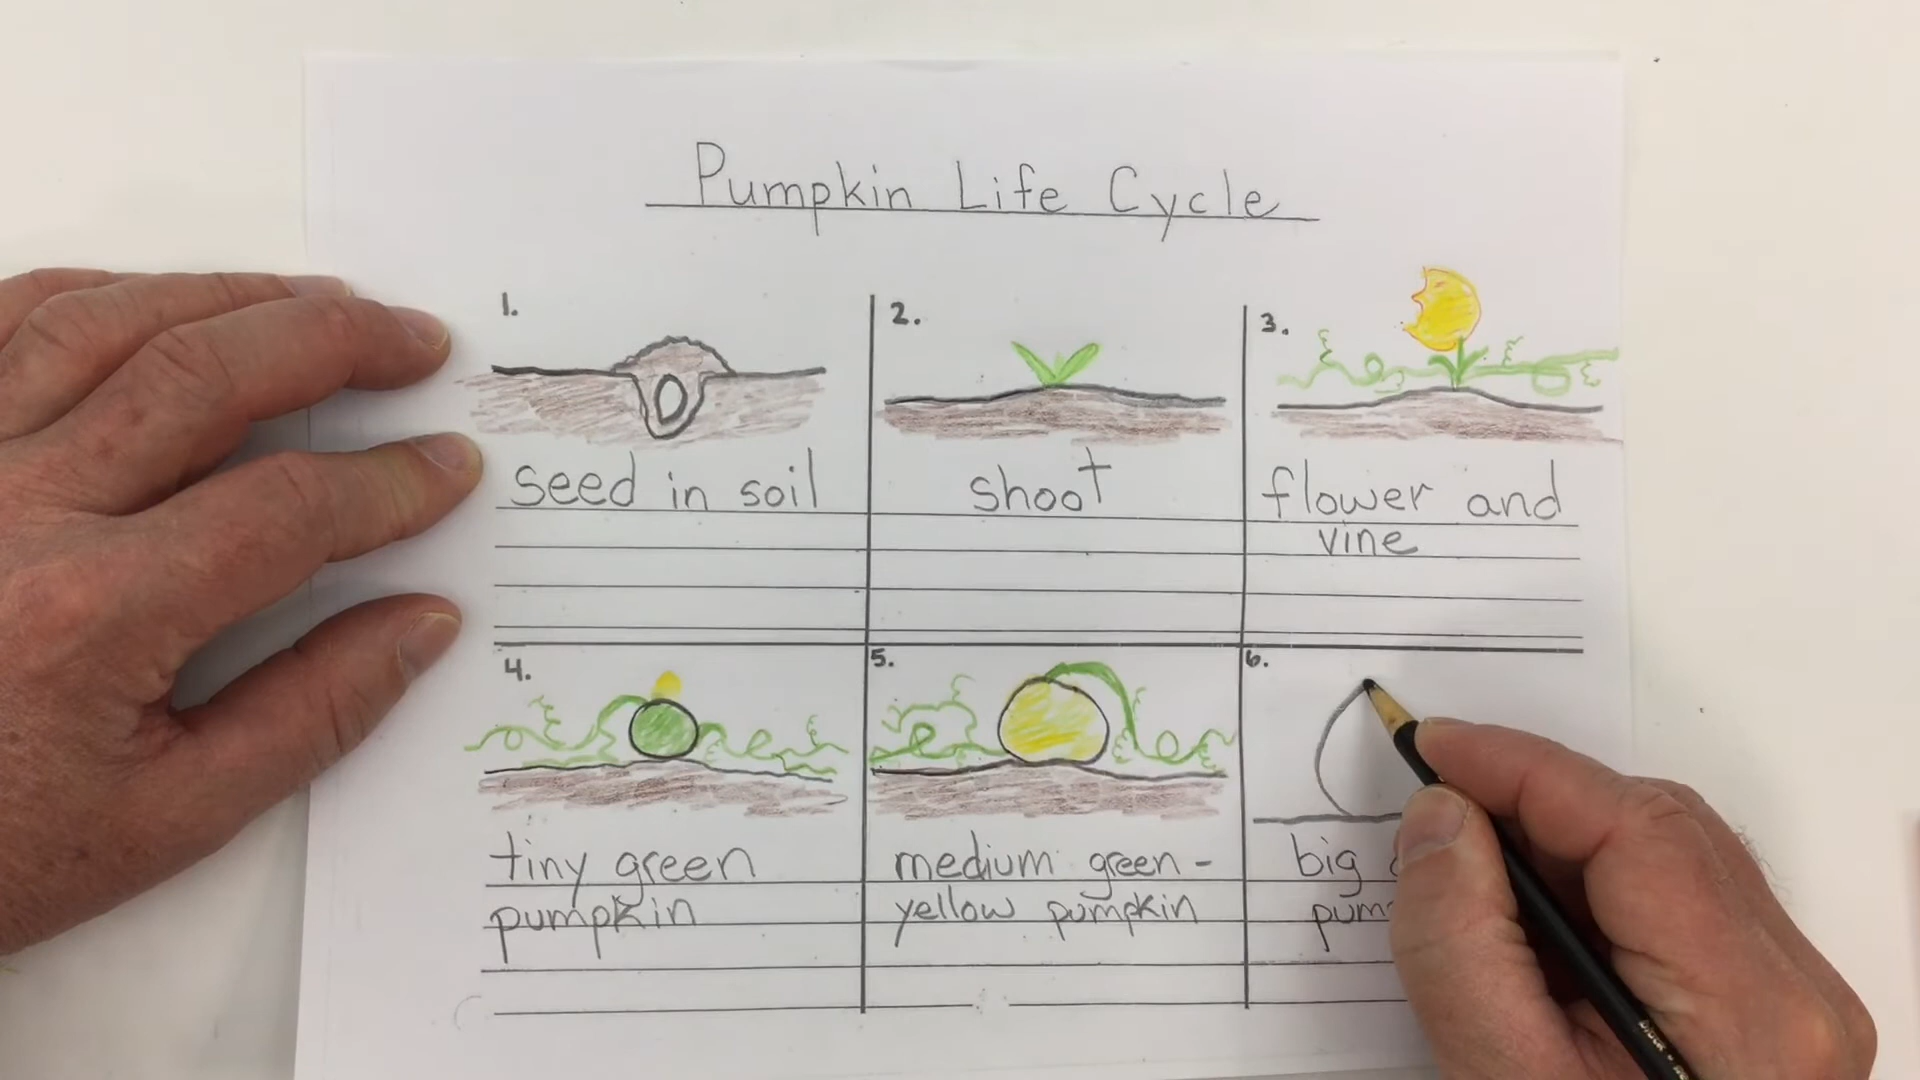 Pumpkin Life Cycle
1.
seed in soil
2.
shoot
3.
flower and
vine
4.
tiny green
pumpkin
5.
medium green-
yellow pumpkin
6.
big
pum